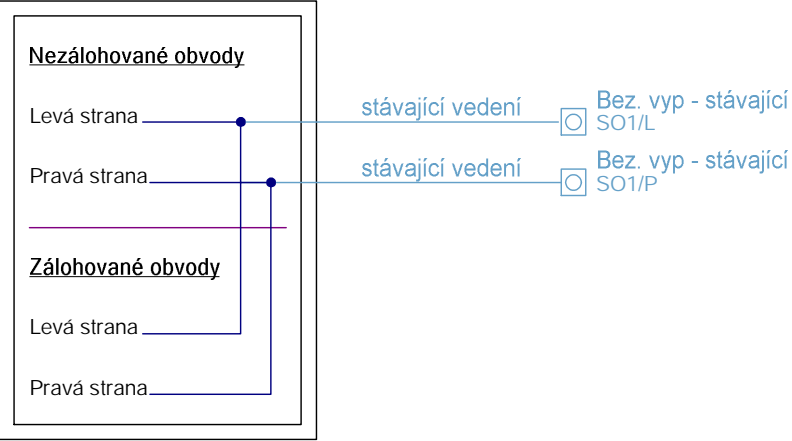 Nezálohované obvody
Levá strana
stávající vedení
Bez. vyp - stávající
SO1/L
Pravá strana
stávající vedení
Bez. vyp - stávající
SO1/P
Zálohované obvody
Levá strana
Pravá strana